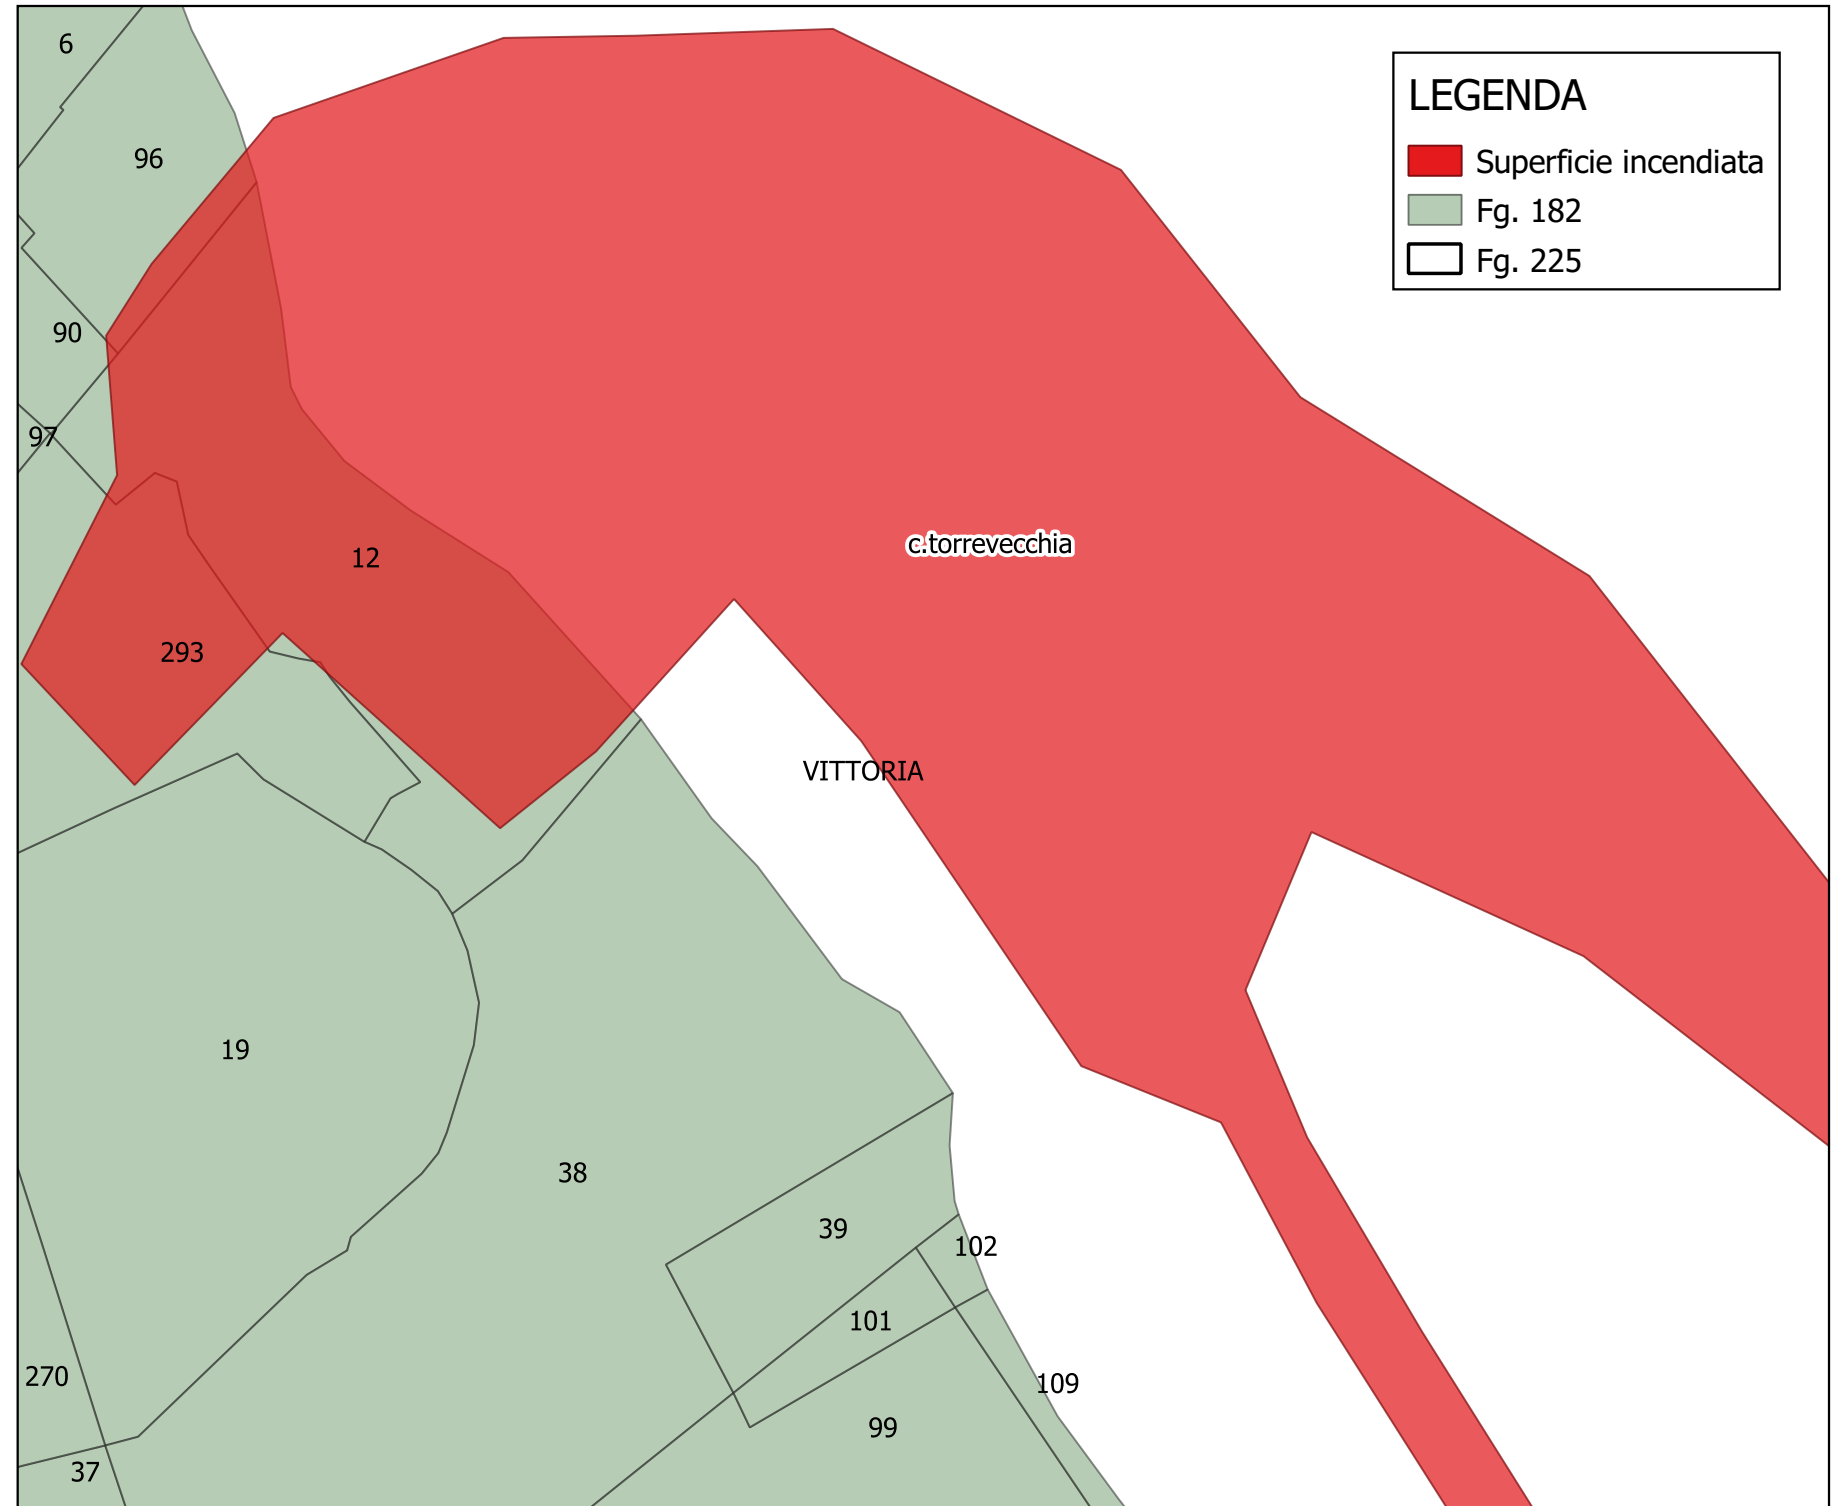 6
LEGENDA
96
Superficie incendiata
Fg. 182
Fg. 225
90
97
c.torrevecchia
12
293
VITTORIA
19
38
39
102
101
270
109
99
37